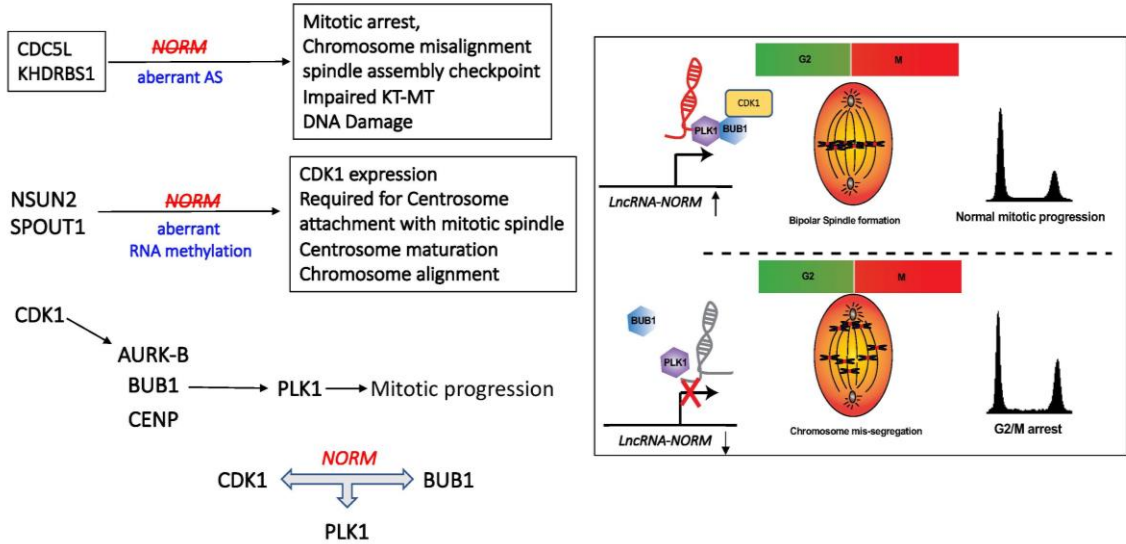 CDC5L
KHDRBS1
NORM
aberrant AS
Mitotic arrest,
Chromosome misalignment
spindle assembly checkpoint
Impaired KT-MT
DNA Damage
NSUN2
SPOUT1
NORM
aberrant
RNA methylation
CDK1 expression
Required for Centrosome
attachment with mitotic spindle
Centrosome maturation
Chromosome alignment
CDK1
AURK-B
BUB1
CENP
PLK1
Mitotic progression
NORM
CDK1
BUB1
PLK1
G2
M
CDK1
PLK1
BUB1
LncRNA-NORM
Bipolar Spindle formation
Normal mitotic progression
G2
M
BUB1
PLK1
LncRNA-NORM
Chromosome mis-segregation
G2/M arrest